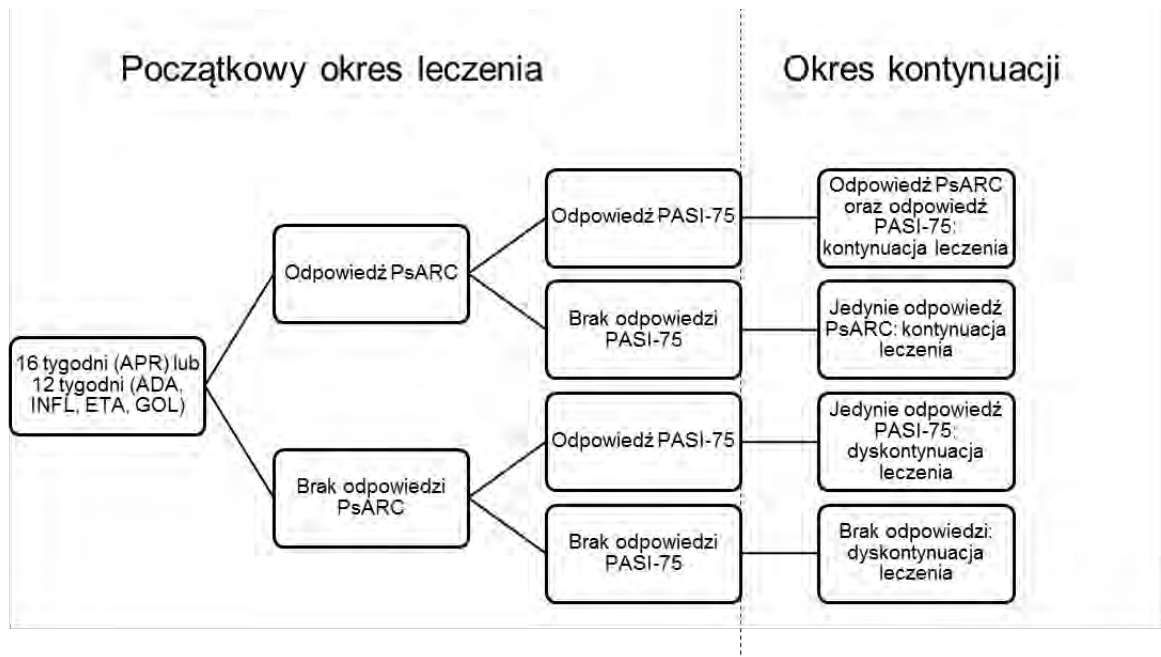 Początkowy okres leczenia
Okres kontynuacji
16 tygodni (APR) lub
12 tygodni (ADA,
INFL, ETA, GOL)
Odpowiedź PsARC
Brak odpowiedzi
PsARC
Odpowiedź PASI-75
Brak odpowiedzi
PASI-75
Odpowiedź PASI-75
Brak odpowiedzi
PASI-75
Odpowiedź PsARC
oraz odpowiedź
PASI-75:
kontynuacja leczenia
Jedynie odpowiedź
PsARC: kontynuacja
leczenia
Jedynie odpowiedź
PASI-75:
dyskontynuacja
leczenia
Brak odpowiedzi:
dyskontynuacja
leczenia